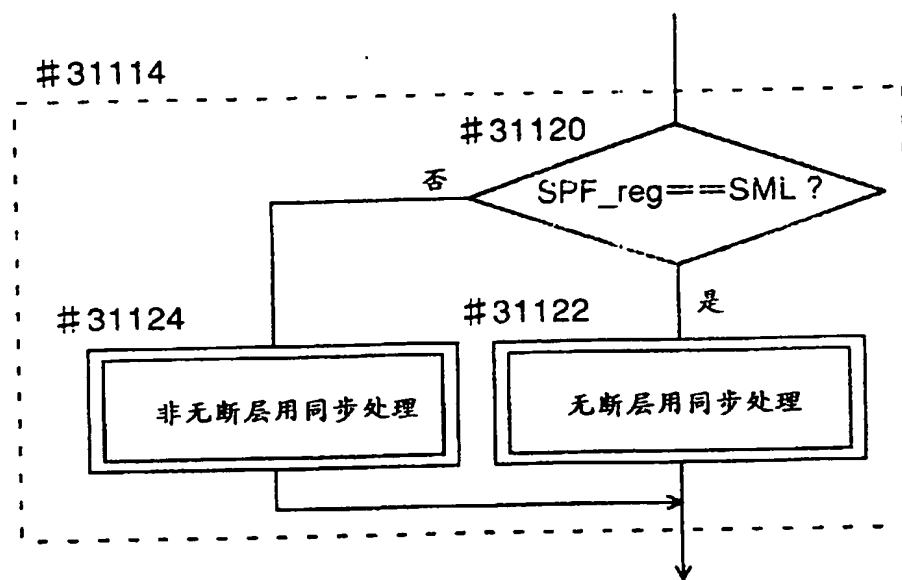 #31114
#31120
否
SPF_reg==SML?
是
#31124
#31122
非无断层用同步处理
无断层用同步处理